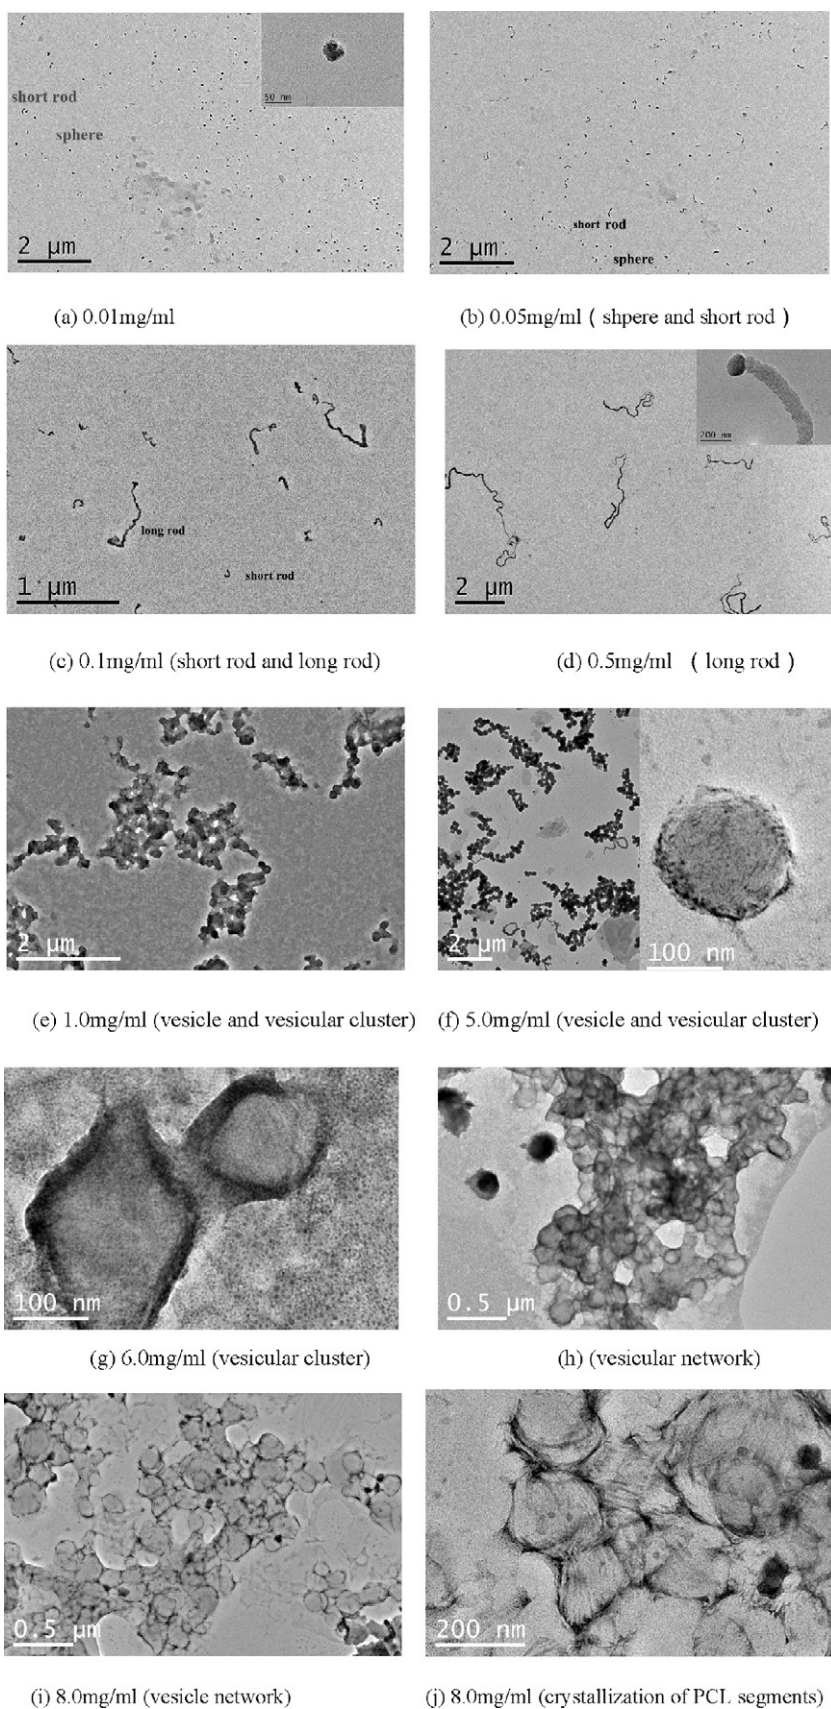 short rod
sphere
50 nm
2 μm
short rod
sphere
2 μm
(a) 0.01mg/ml
(b) 0.05mg/ml ( shpere and short rod )
long rod
short rod
1 μm
200 nm
2 μm
(c) 0.1mg/ml (short rod and long rod)
(d) 0.5mg/ml ( long rod )
2 μm
2 μm
100 nm
(e) 1.0mg/ml (vesicle and vesicular cluster)
(f) 5.0mg/ml (vesicle and vesicular cluster)
100 nm
0.5 μm
(g) 6.0mg/ml (vesicular cluster)
(h) (vesicular network)
0.5 μm
200 nm
(i) 8.0mg/ml (vesicle network)
(j) 8.0mg/ml (crystallization of PCL segments)